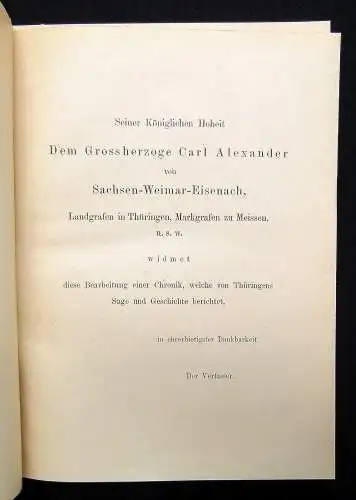 Seiner Königlichen Hoheit
Dem Grossherzoge Carl Alexander
von
Sachsen-Weimar-Eisenach,
Landgrafen in Thüringen, Markgrafen zu Meissen,
u. s. w.
widmet
diese Bearbeitung einer Chronik, welche von Thüringens
Sage und Geschichte berichtet,
in ehrerbietigster Dankbarkeit
Der Verfasser.